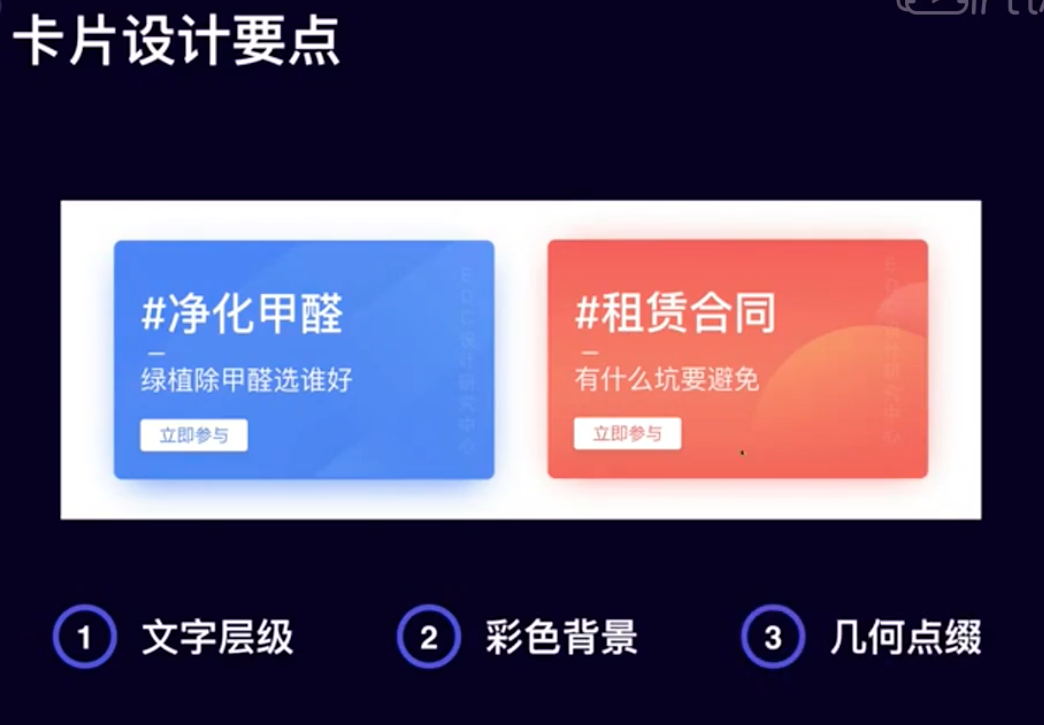 卡片设计要点
#净化甲醛
绿植除甲醛选谁好
立即参与
#租赁合同
有什么坑要避免
立即参与
1 文字层级
2 彩色背景
3 几何点缀